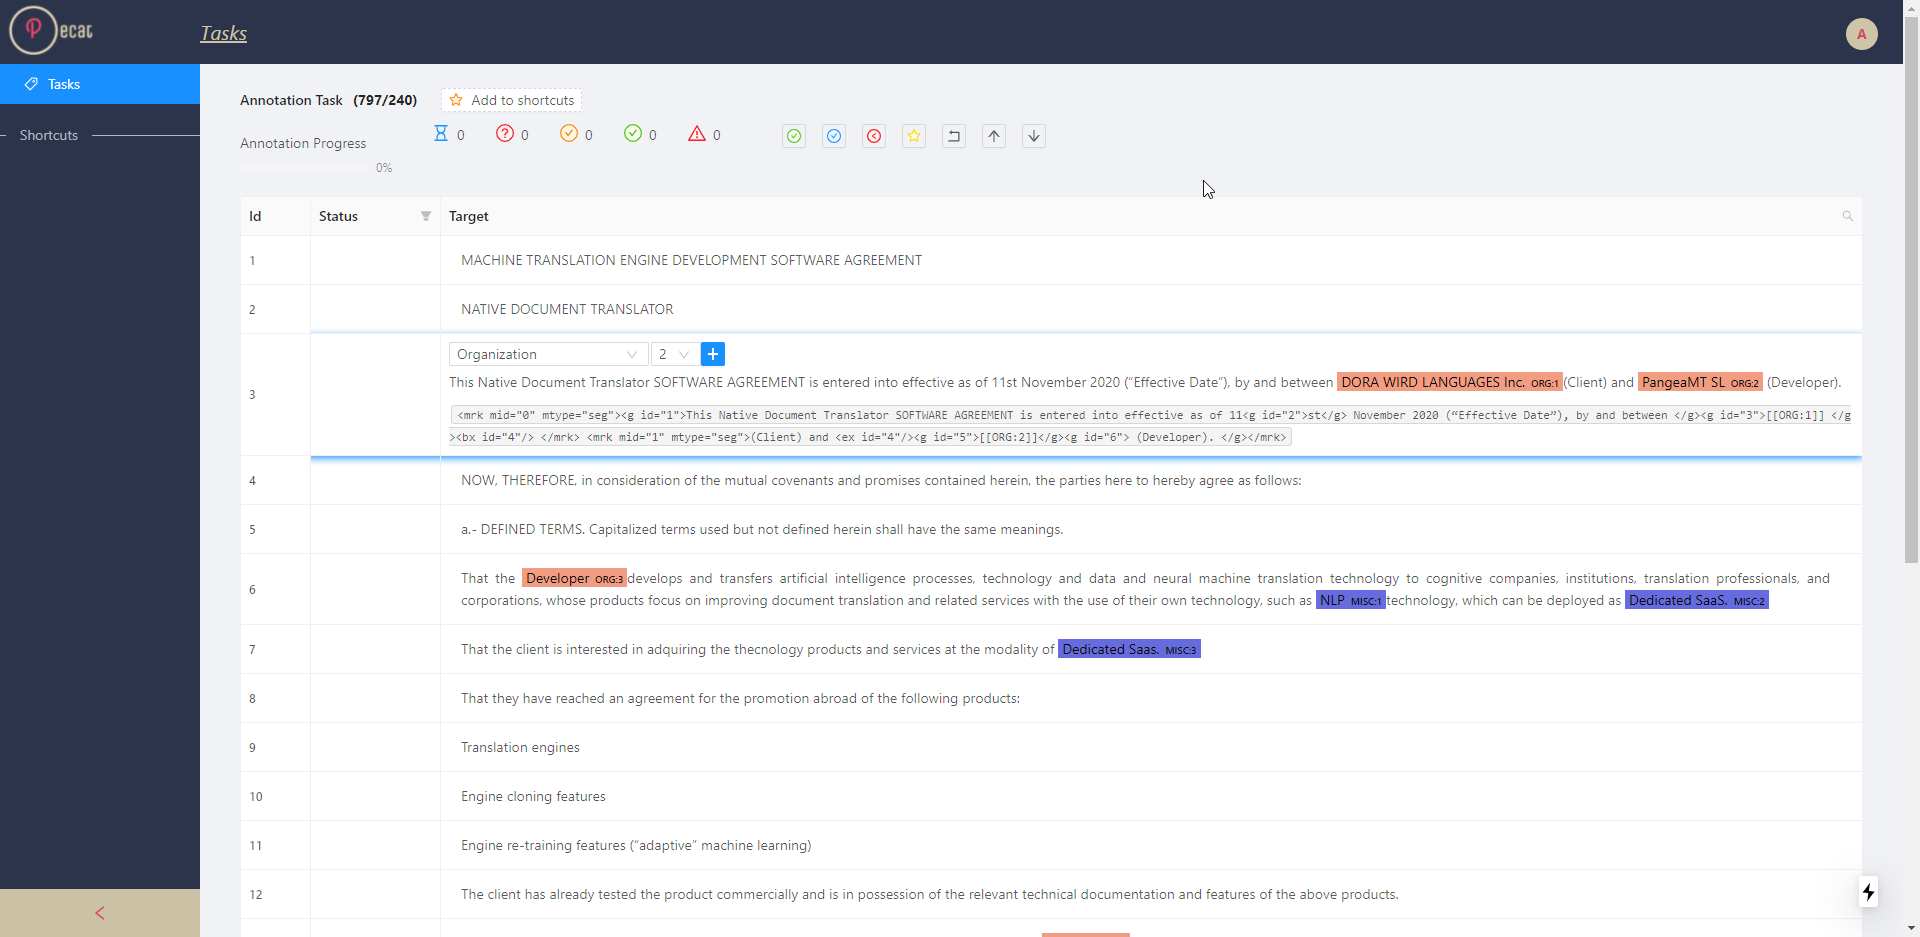 Pecat
Tasks
A
Tasks
Shortcuts
Annotation Task (797/240) Add to shortcuts
Annotation Progress 0 0 0 0 0
0%
Id Status Target
1 MACHINE TRANSLATION ENGINE DEVELOPMENT SOFTWARE AGREEMENT
2 NATIVE DOCUMENT TRANSLATOR
Organization 2 +
3 This Native Document Translator SOFTWARE AGREEMENT is entered into effective as of 11st November 2020 (“Effective Date”), by and between DORA WIRD LANGUAGES Inc. ORG:1 (Client) and PangeaMT SL ORG:2 (Developer).
<mrk mid="0" mtype="seg"><g id="1">This Native Document Translator SOFTWARE AGREEMENT is entered into effective as of 11<g id="2">st</g> November 2020 (“Effective Date”), by and between </g><g id="3">[[ORG:1]] </g
><bx id="4"/> </mrk> <mrk mid="1" mtype="seg">(Client) and <ex id="4"/><g id="5">[[ORG:2]]</g><g id="6"> (Developer). </g></mrk>
4 NOW, THEREFORE, in consideration of the mutual covenants and promises contained herein, the parties here to hereby agree as follows:
5 a.- DEFINED TERMS. Capitalized terms used but not defined herein shall have the same meanings.
6 That the Developer ORG:3 develops and transfers artificial intelligence processes, technology and data and neural machine translation technology to cognitive companies, institutions, translation professionals, and
corporations, whose products focus on improving document translation and related services with the use of their own technology, such as NLP MISC:1 technology, which can be deployed as Dedicated SaaS. MISC:2
7 That the client is interested in adquiring the thecnology products and services at the modality of Dedicated Saas. MISC:3
8 That they have reached an agreement for the promotion abroad of the following products:
9 Translation engines
10 Engine cloning features
11 Engine re-training features (“adaptive” machine learning)
12 The client has already tested the product commercially and is in possession of the relevant technical documentation and features of the above products.